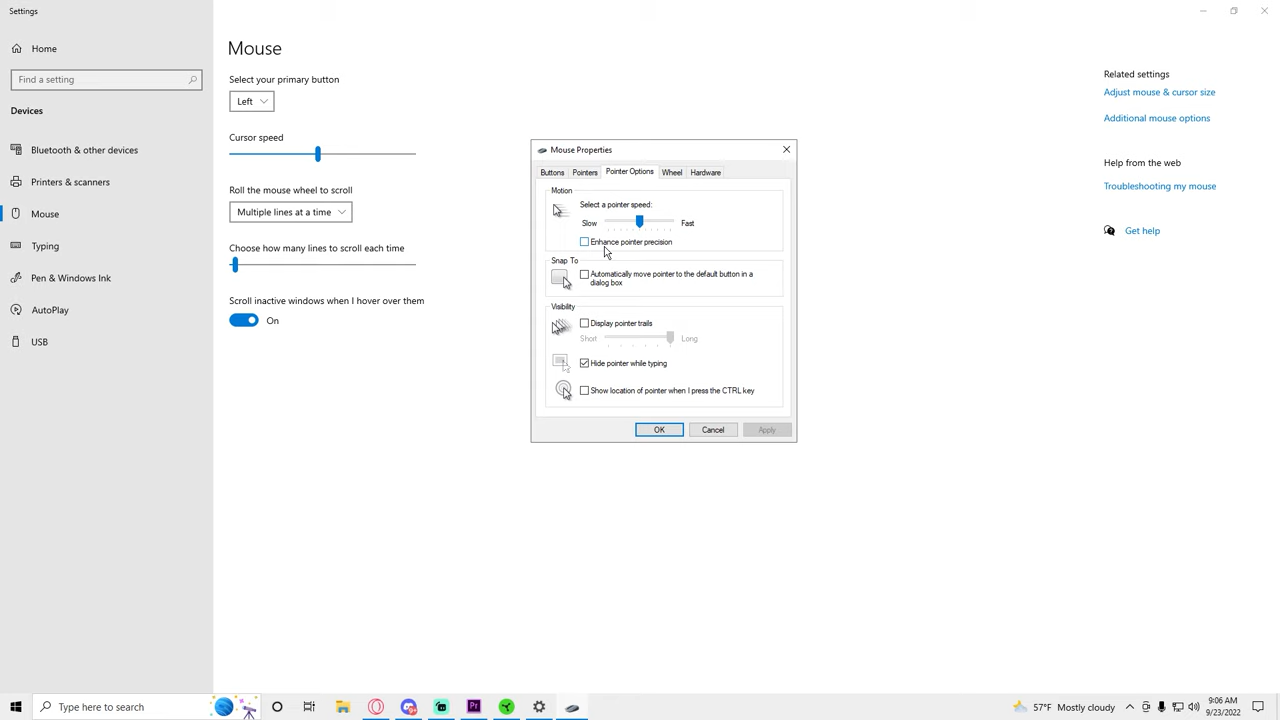 Settings
Home
Find a setting
Devices
Bluetooth & other devices
Printers & scanners
Mouse
Typing
Pen & Windows Ink
AutoPlay
USB
Mouse
Select your primary button
Left
Cursor speed
Roll the mouse wheel to scroll
Multiple lines at a time
Choose how many lines to scroll each time
Scroll inactive windows when I hover over them
On
Mouse Properties
Buttons Pointers Pointer Options Wheel Hardware
Motion
Select a pointer speed:
Slow Fast
Enhance pointer precision
Snap To
Automatically move pointer to the default button in a
dialog box
Visibility
Display pointer trails
Short Long
Hide pointer while typing
Show location of pointer when I press the CTRL key
OK Cancel Apply
Related settings
Adjust mouse & cursor size
Additional mouse options
Help from the web
Troubleshooting my mouse
Get help
Type here to search
Pr
57°F Mostly cloudy
9:06 AM
9/23/2022